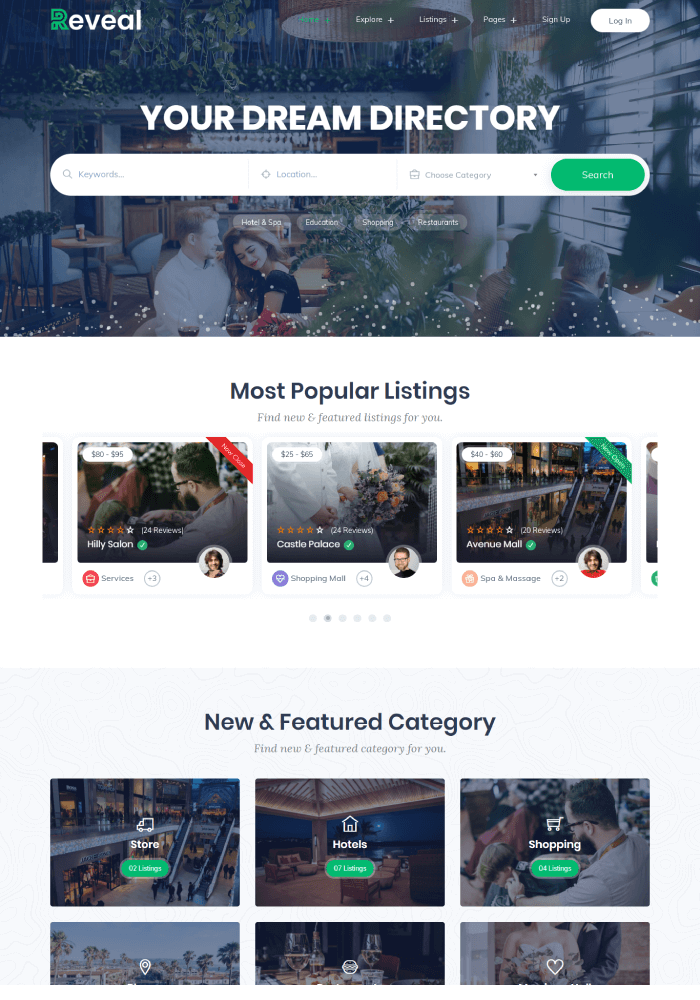 Reveal
Home + Explore + Listings + Pages + Sign Up Log In
YOUR DREAM DIRECTORY
Keywords... Location... Choose Category Search
Hotel & Spa Education Shopping Restaurants
Most Popular Listings
Find new & featured listings for you.
$80 - $95 Now Close $25 - $65 $40 - $60 Now Open
(24 Reviews) (24 Reviews) (20 Reviews)
Hilly Salon Castle Palace Avenue Mall
Services +3 Shopping Mall +4 Spa & Massage +2
New & Featured Category
Find new & featured category for you.
Store Hotels Shopping
02 Listings 07 Listings 04 Listings